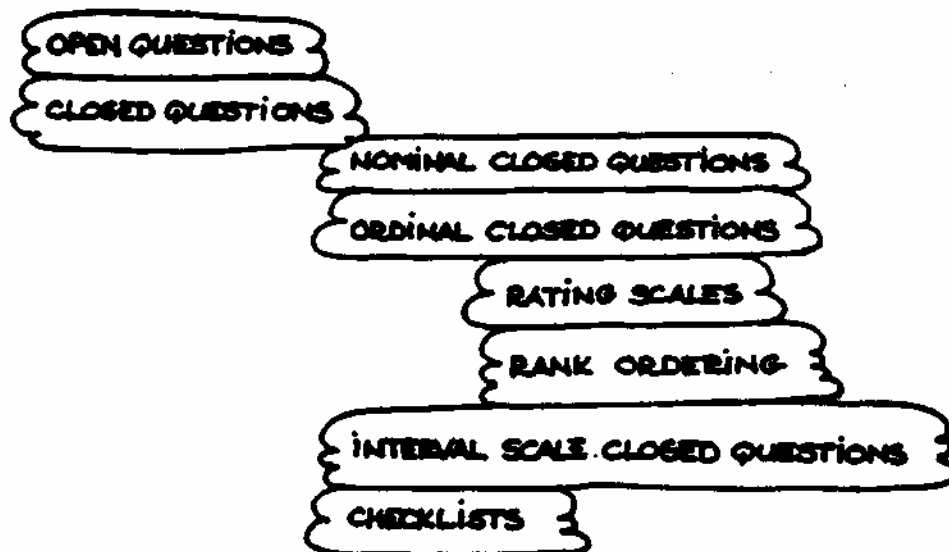 OPEN QUESTIONS
CLOSED QUESTIONS
NOMINAL CLOSED QUESTIONS
ORDINAL CLOSED QUESTIONS
RATING SCALES
RANK ORDERING
INTERVAL SCALE CLOSED QUESTIONS
CHECKLISTS